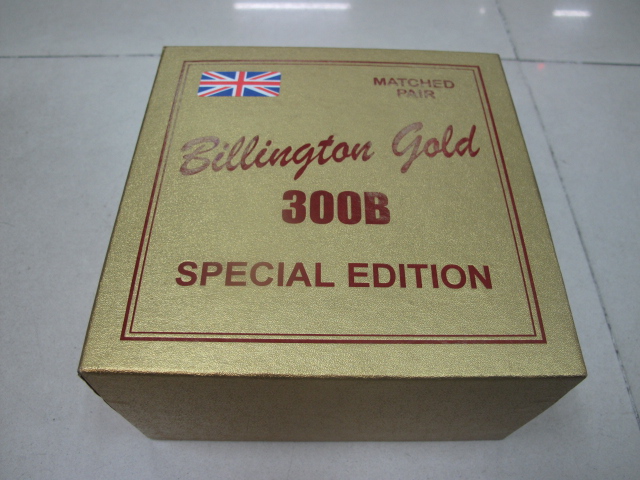 MATCHED
PAIR
Billington Gold
300B
SPECIAL EDITION